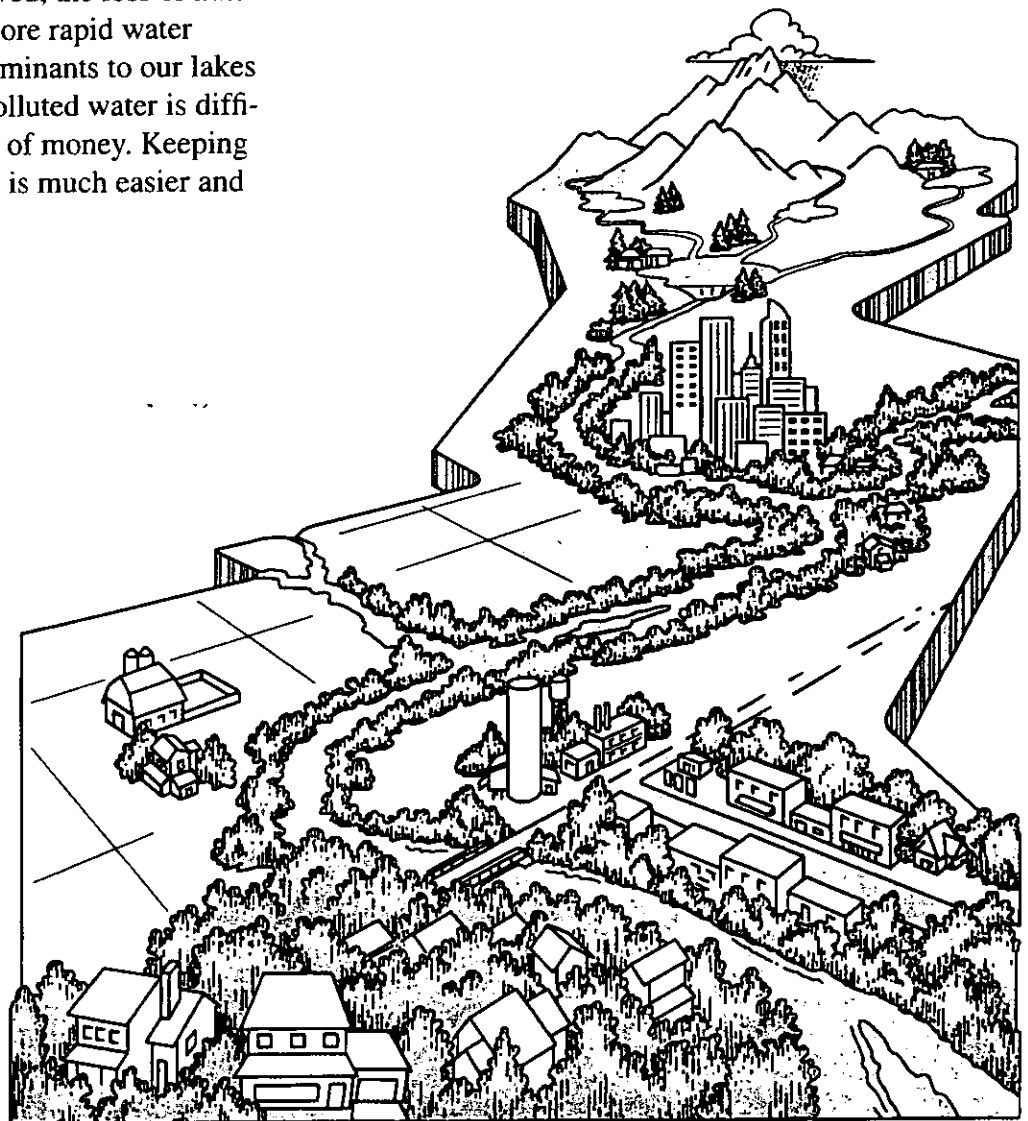 ore rapid water
minants to our lakes
olluted water is diffi-
of money. Keeping
is much easier and